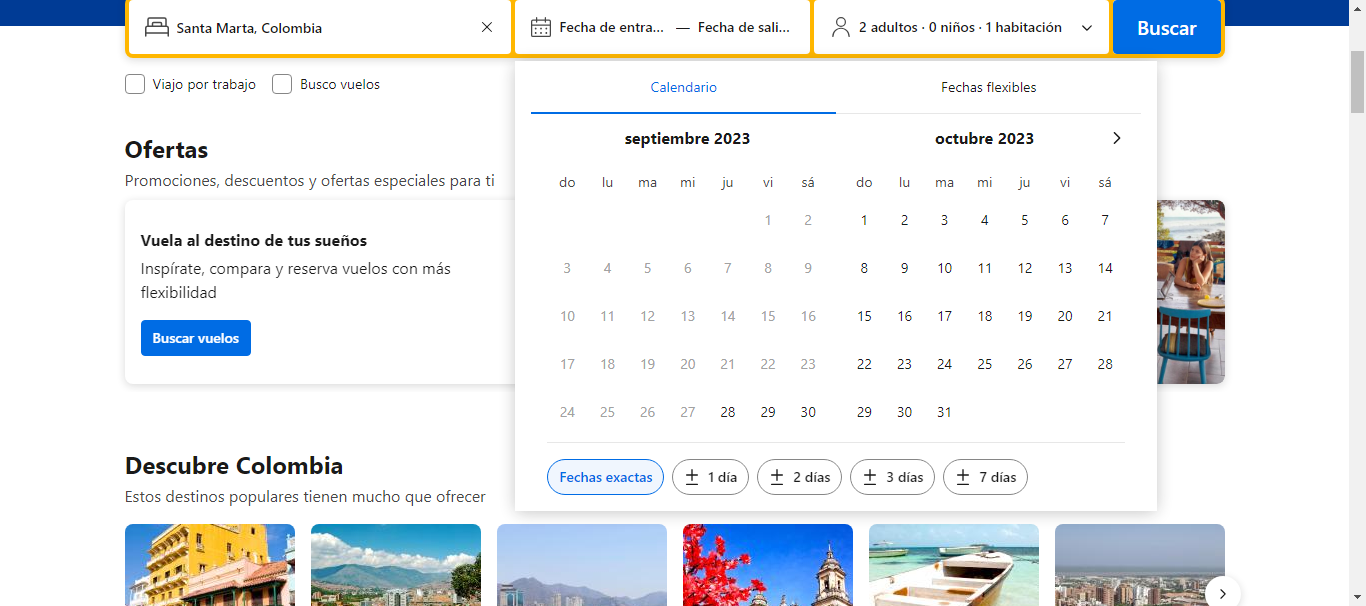 Santa Marta, Colombia
Fecha de entra... — Fecha de sali...
2 adultos · 0 niños · 1 habitación
Buscar
Viajo por trabajo
Busco vuelos
Calendario
Fechas flexibles
septiembre 2023
do lu ma mi ju vi sá
1 2
3 4 5 6 7 8 9
10 11 12 13 14 15 16
17 18 19 20 21 22 23
24 25 26 27 28 29 30
octubre 2023
do lu ma mi ju vi sá
1 2 3 4 5 6 7
8 9 10 11 12 13 14
15 16 17 18 19 20 21
22 23 24 25 26 27 28
29 30 31
Fechas exactas
± 1 día
± 2 días
± 3 días
± 7 días
Ofertas
Promociones, descuentos y ofertas especiales para ti
Vuela al destino de tus sueños
Inspírate, compara y reserva vuelos con más
flexibilidad
Buscar vuelos
Descubre Colombia
Estos destinos populares tienen mucho que ofrecer